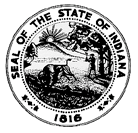 SEAL OF THE STATE OF INDIANA
1816